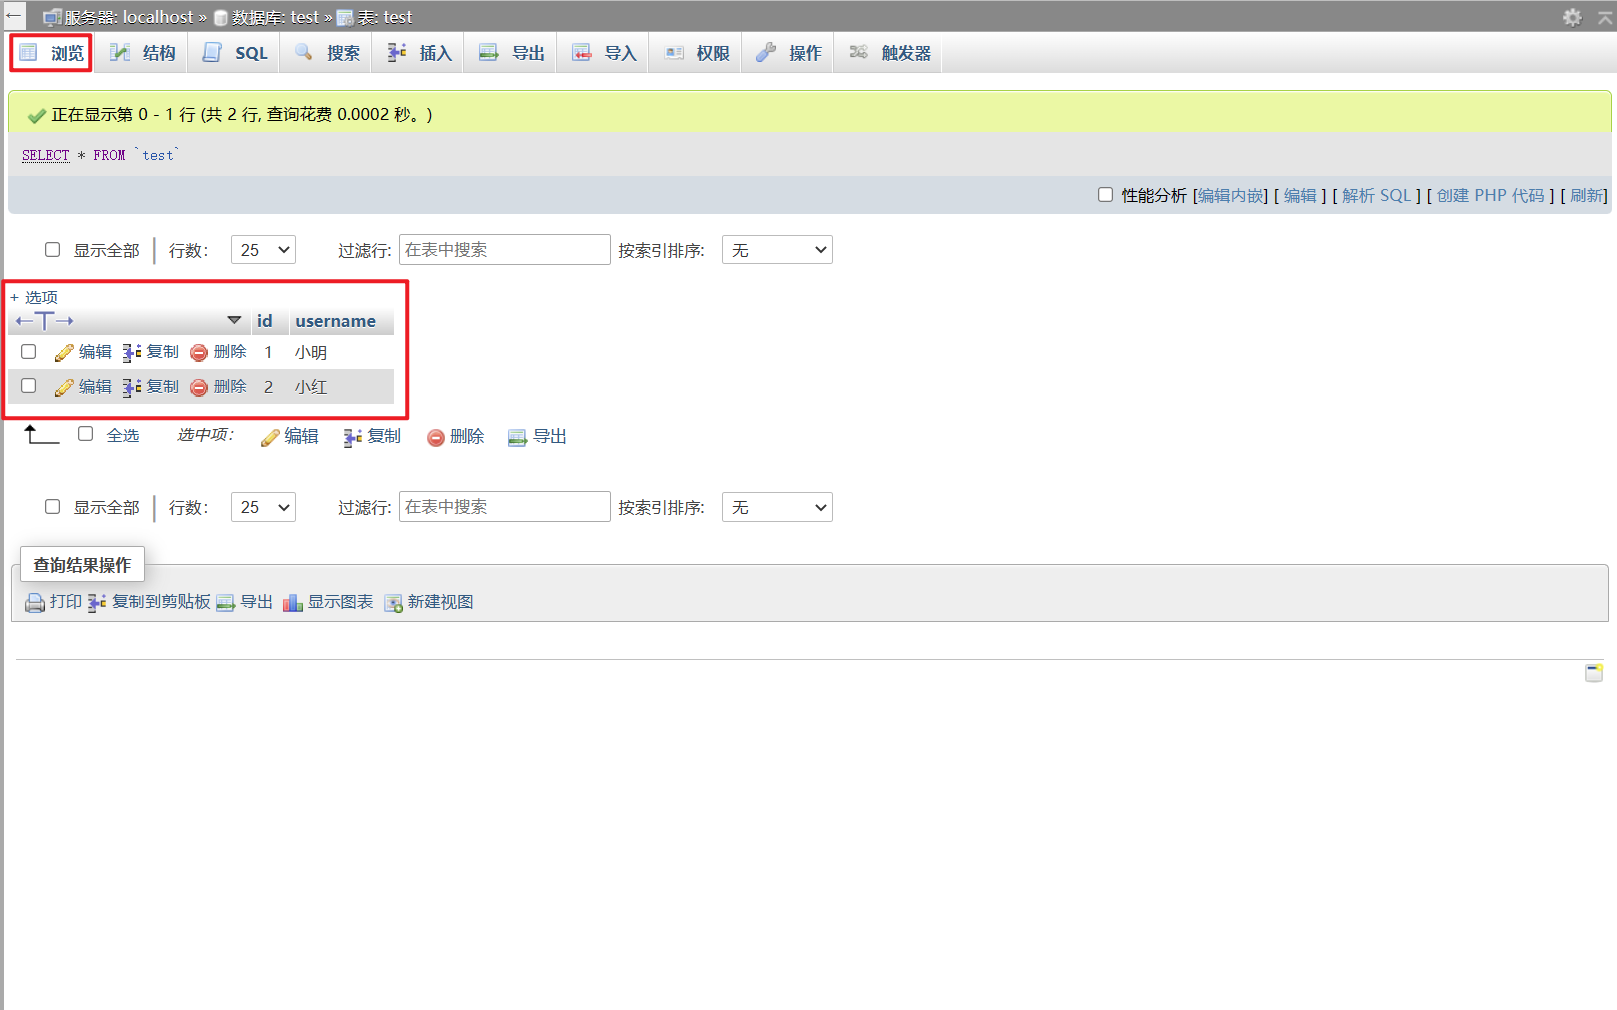 服务器: localhost » 数据库: test » 表: test
浏览 结构 SQL 搜索 插入 导出 导入 权限 操作 触发器
正在显示第 0 - 1 行 (共 2 行, 查询花费 0.0002 秒。)
SELECT * FROM `test`
性能分析 [编辑内嵌] [ 编辑 ] [ 解析 SQL ] [ 创建 PHP 代码 ] [ 刷新]
显示全部 行数: 25 过滤行: 在表中搜索 按索引排序: 无
+ 选项
←T→ id username
编辑 复制 删除 1 小明
编辑 复制 删除 2 小红
全选 选中项: 编辑 复制 删除 导出
显示全部 行数: 25 过滤行: 在表中搜索 按索引排序: 无
查询结果操作
打印 复制到剪贴板 导出 显示图表 新建视图